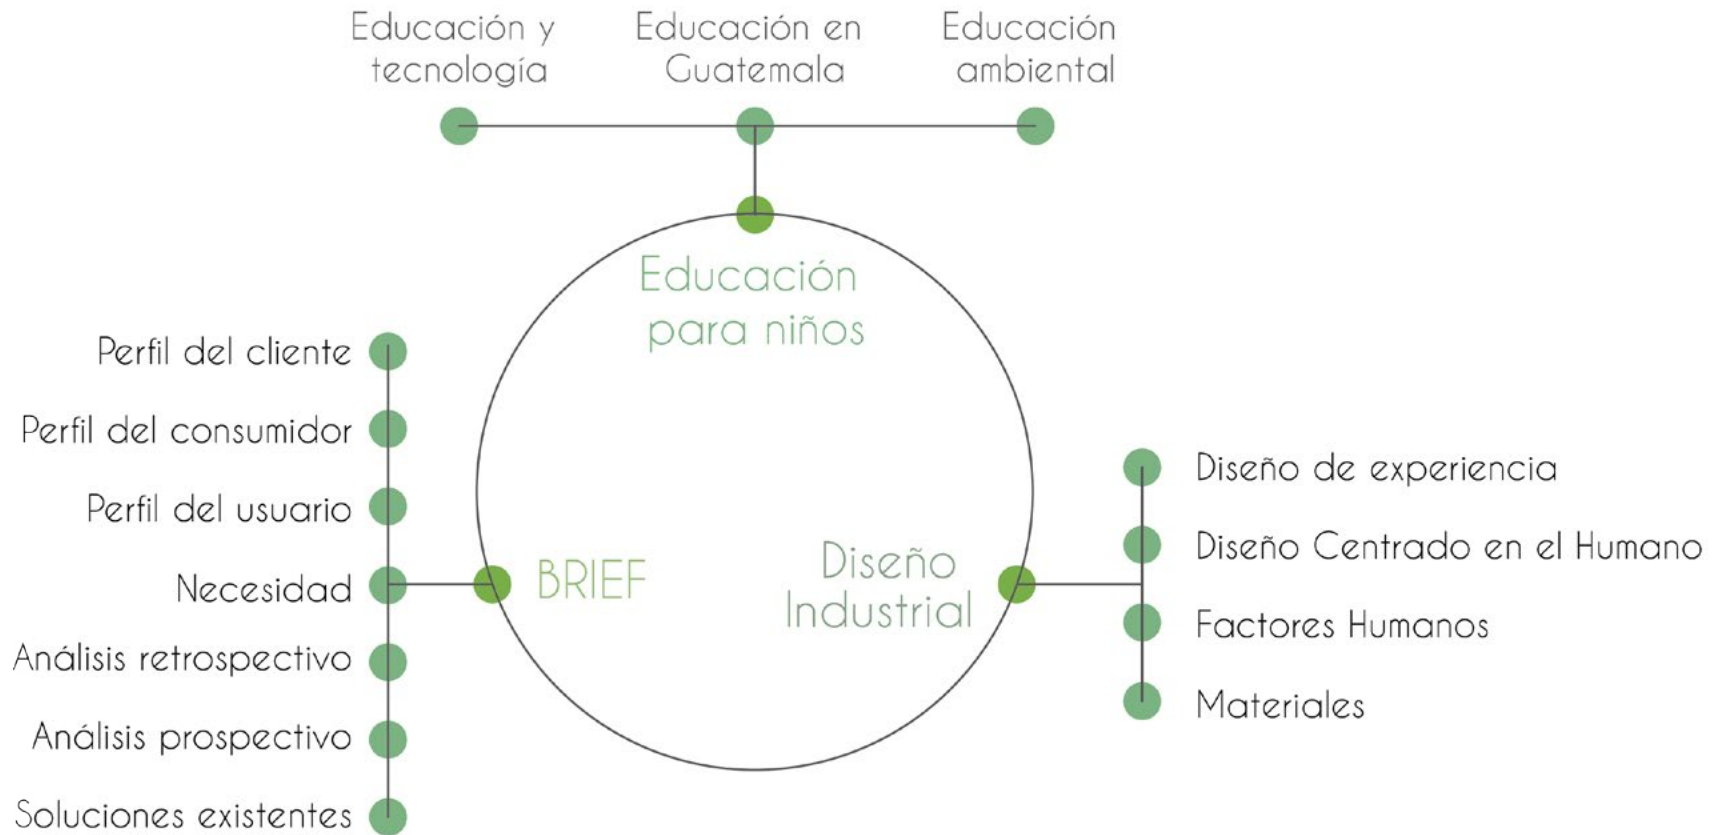 Educación y
tecnología
Educación en
Guatemala
Educación
ambiental
Educación
para niños
Perfil del cliente
Perfil del consumidor
Perfil del usuario
Necesidad
Análisis retrospectivo
Análisis prospectivo
Soluciones existentes
BRIEF
Diseño
Industrial
Diseño de experiencia
Diseño Centrado en el Humano
Factores Humanos
Materiales